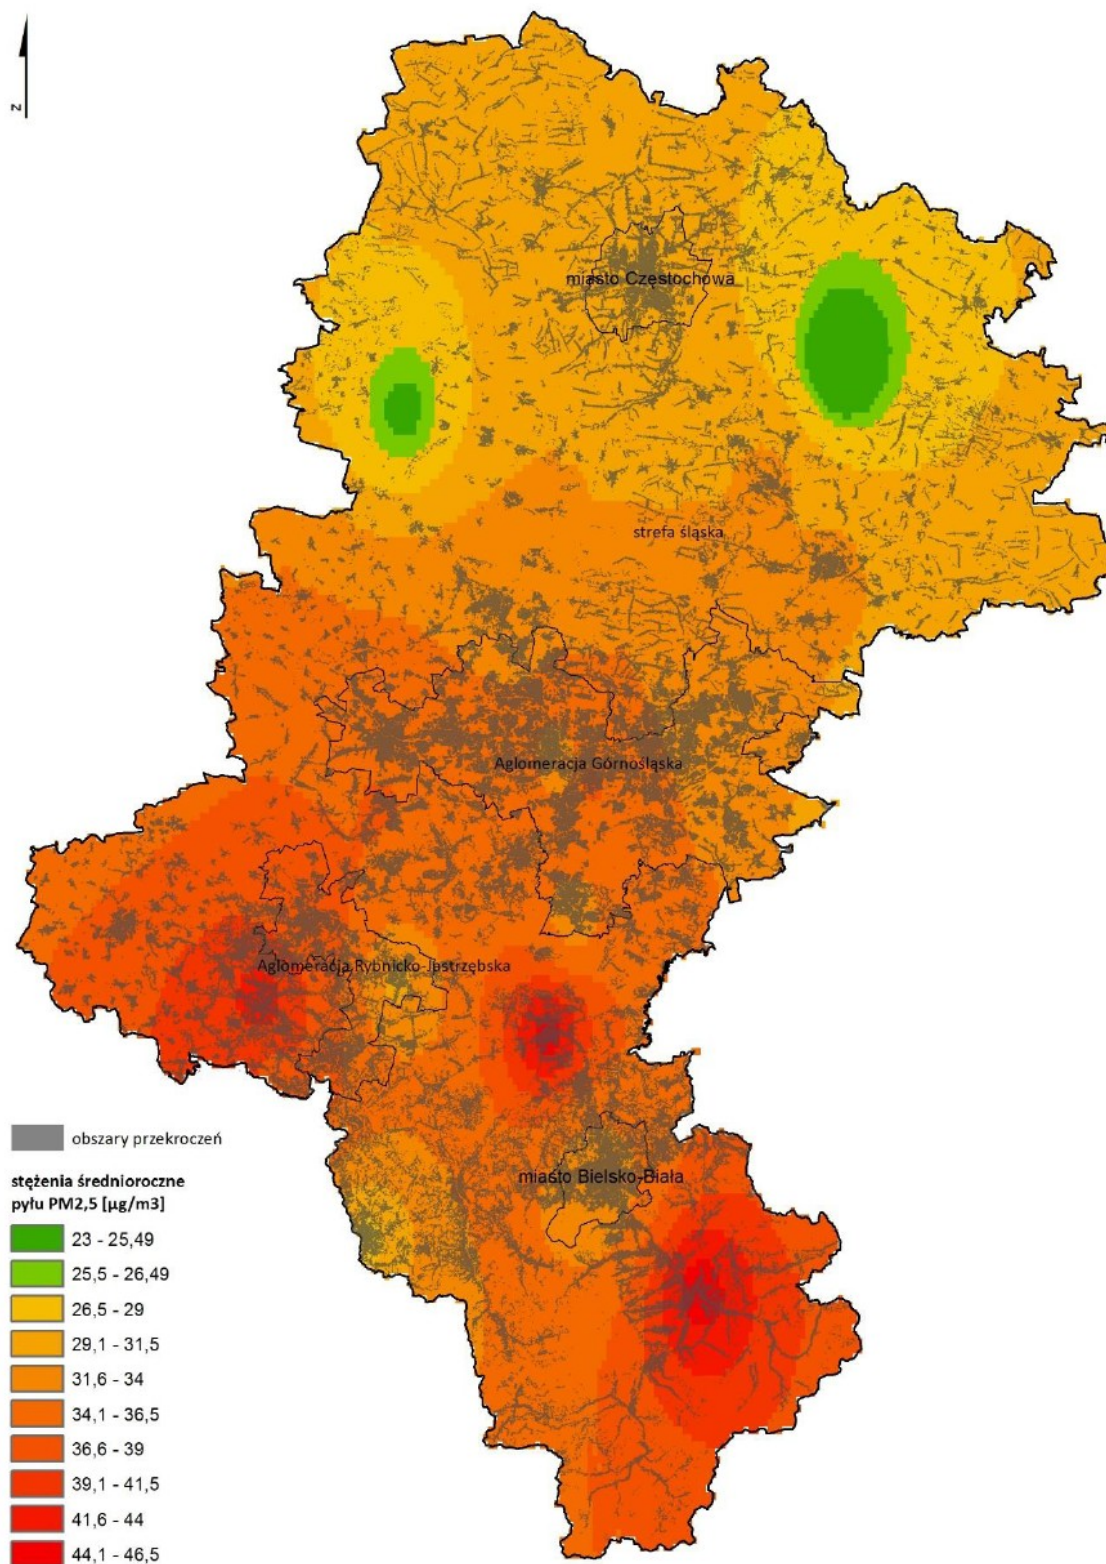 N
miasto Częstochowa
strefa śląska
Aglomeracja Górnośląska
Aglomeracja Rybnicko-Jastrzębska
miasto Bielsko-Biała
obszary przekroczeń
stężenia średnioroczne
pyłu PM2,5 [µg/m3]
23 - 25,49
25,5 - 26,49
26,5 - 29
29,1 - 31,5
31,6 - 34
34,1 - 36,5
36,6 - 39
39,1 - 41,5
41,6 - 44
44,1 - 46,5